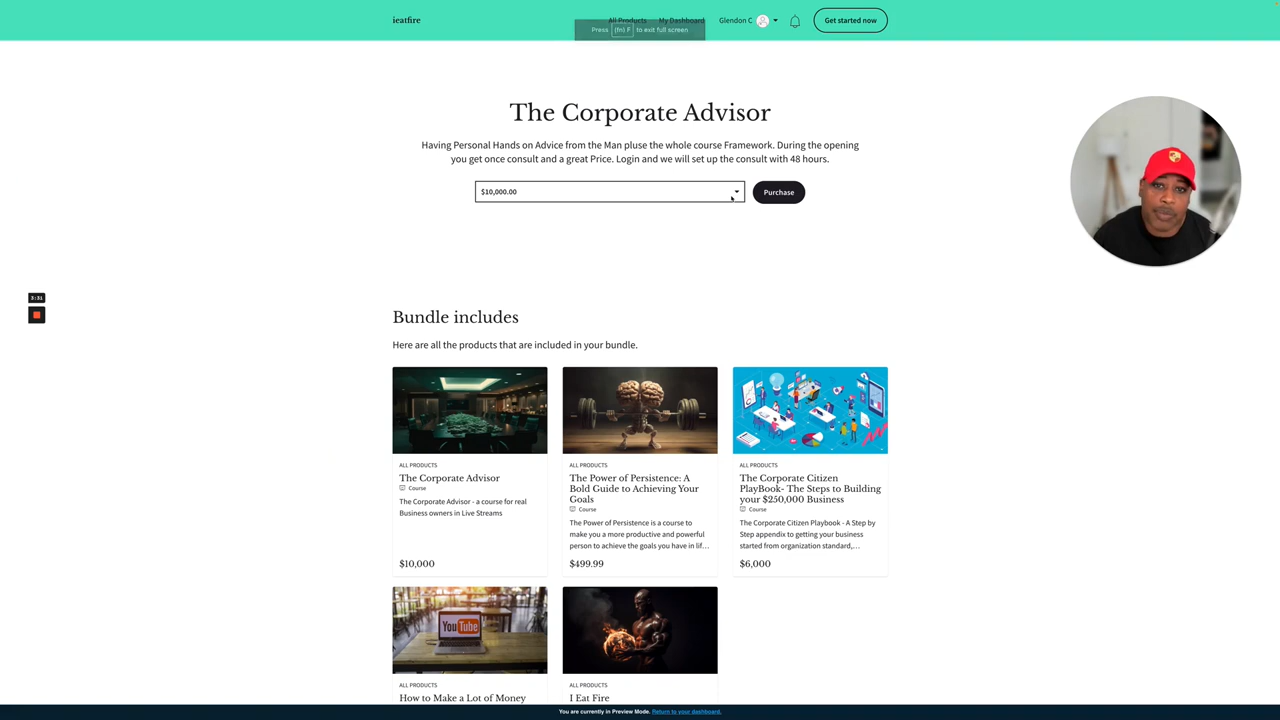 ieatfire
All Products
My Dashboard
Glendon C
Get started now
Press (fn) F to exit full screen
The Corporate Advisor
Having Personal Hands on Advice from the Man pluse the whole course Framework. During the opening
you get once consult and a great Price. Login and we will set up the consult with 48 hours.
$10,000.00
Purchase
3:31
Bundle includes
Here are all the products that are included in your bundle.
ALL PRODUCTS
The Corporate Advisor
Course
The Corporate Advisor - a course for real
Business owners in Live Streams
$10,000
ALL PRODUCTS
The Power of Persistence: A
Bold Guide to Achieving Your
Goals
Course
The Power of Persistence is a course to
make you a more productive and powerful
person to achieve the goals you have in lif...
$499.99
ALL PRODUCTS
The Corporate Citizen
PlayBook- The Steps to Building
your $250,000 Business
Course
The Corporate Citizen Playbook - A Step by
Step appendix to getting your business
started from organization standard,...
$6,000
YouTube
ALL PRODUCTS
How to Make a Lot of Money
ALL PRODUCTS
I Eat Fire
You are currently in Preview Mode. Return to your dashboard.